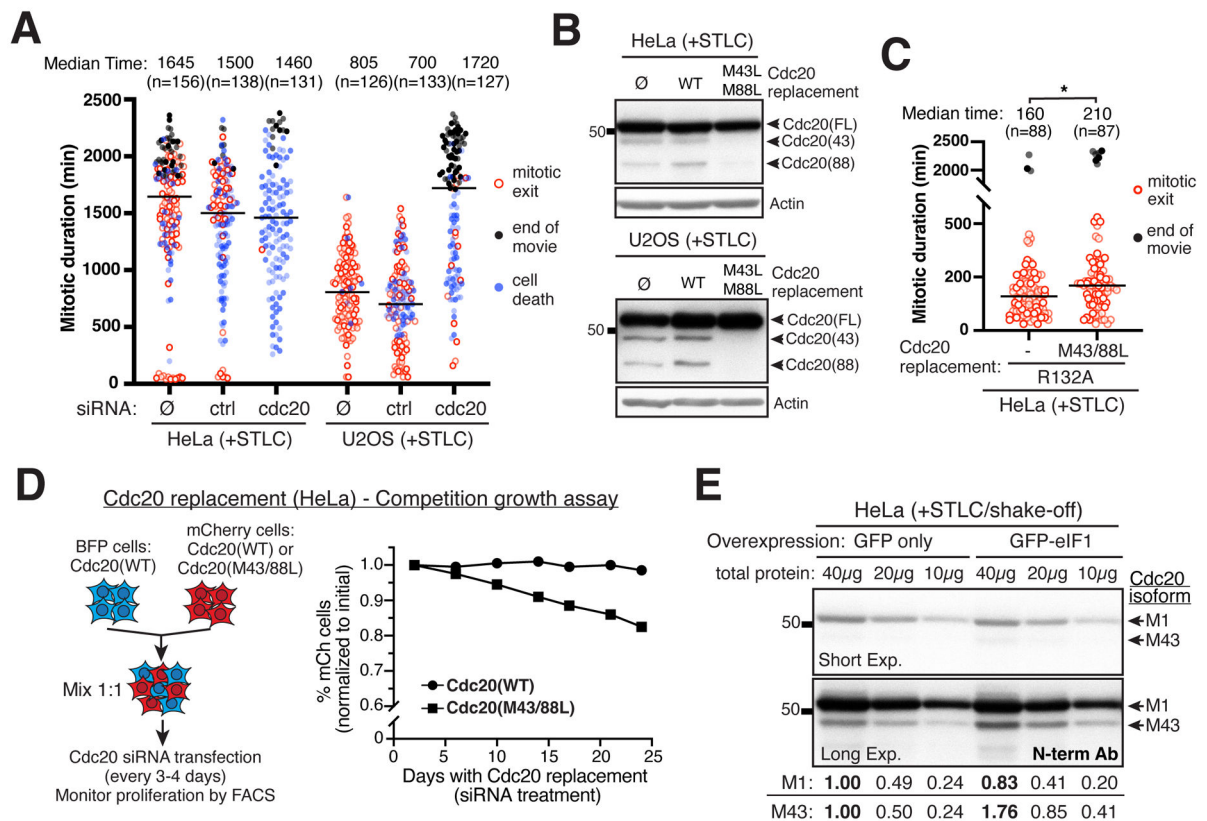 A
Median Time: 1645 1500 1460 805 700 1720
(n=156) (n=138) (n=131) (n=126) (n=133) (n=127)
Mitotic duration (min)
2500
2000
1500
1000
500
0
mitotic
exit
end of
movie
cell
death
siRNA: Ø ctrl cdc20 Ø ctrl cdc20
HeLa (+STLC) U2OS (+STLC)
B
HeLa (+STLC)
Ø WT M43L
M88L
Cdc20
replacement
50
Cdc20(FL)
Cdc20(43)
Cdc20(88)
Actin
U2OS (+STLC)
Ø WT M43L
M88L
Cdc20
replacement
50
Cdc20(FL)
Cdc20(43)
Cdc20(88)
Actin
C
*
Median time: 160 210
(n=88) (n=87)
Mitotic duration (min)
2500
2000
500
200
0
mitotic
exit
end of
movie
Cdc20
replacement:
- M43/88L
R132A
HeLa (+STLC)
D
Cdc20 replacement (HeLa) - Competition growth assay
BFP cells:
Cdc20(WT)
mCherry cells:
Cdc20(WT) or
Cdc20(M43/88L)
Mix 1:1
Cdc20 siRNA transfection
(every 3-4 days)
Monitor proliferation by FACS
% mCh cells
(normalized to initial)
1.0
0.9
0.8
0.7
0.6
0
Cdc20(WT)
Cdc20(M43/88L)
0 5 10 15 20 25
Days with Cdc20 replacement
(siRNA treatment)
E
HeLa (+STLC/shake-off)
Overexpression: GFP only GFP-eIF1
total protein: 40µg 20µg 10µg 40µg 20µg 10µg
Cdc20
isoform
50
M1
M43
Short Exp.
50
M1
M43
Long Exp. N-term Ab
M1: 1.00 0.49 0.24 0.83 0.41 0.20
M43: 1.00 0.50 0.24 1.76 0.85 0.41